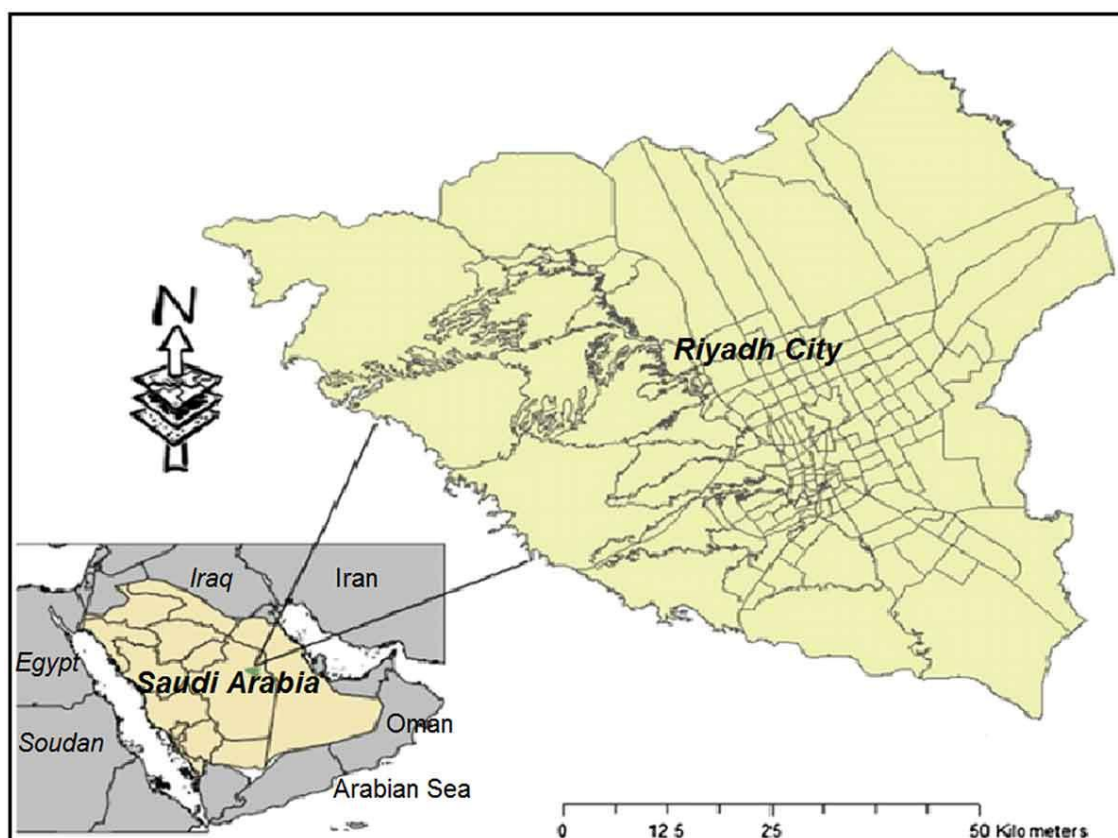 Riyadh City
N
Iraq
Iran
Egypt
Saudi Arabia
Oman
Soudan
Arabian Sea
0 12 5 25 50 Kilo meters